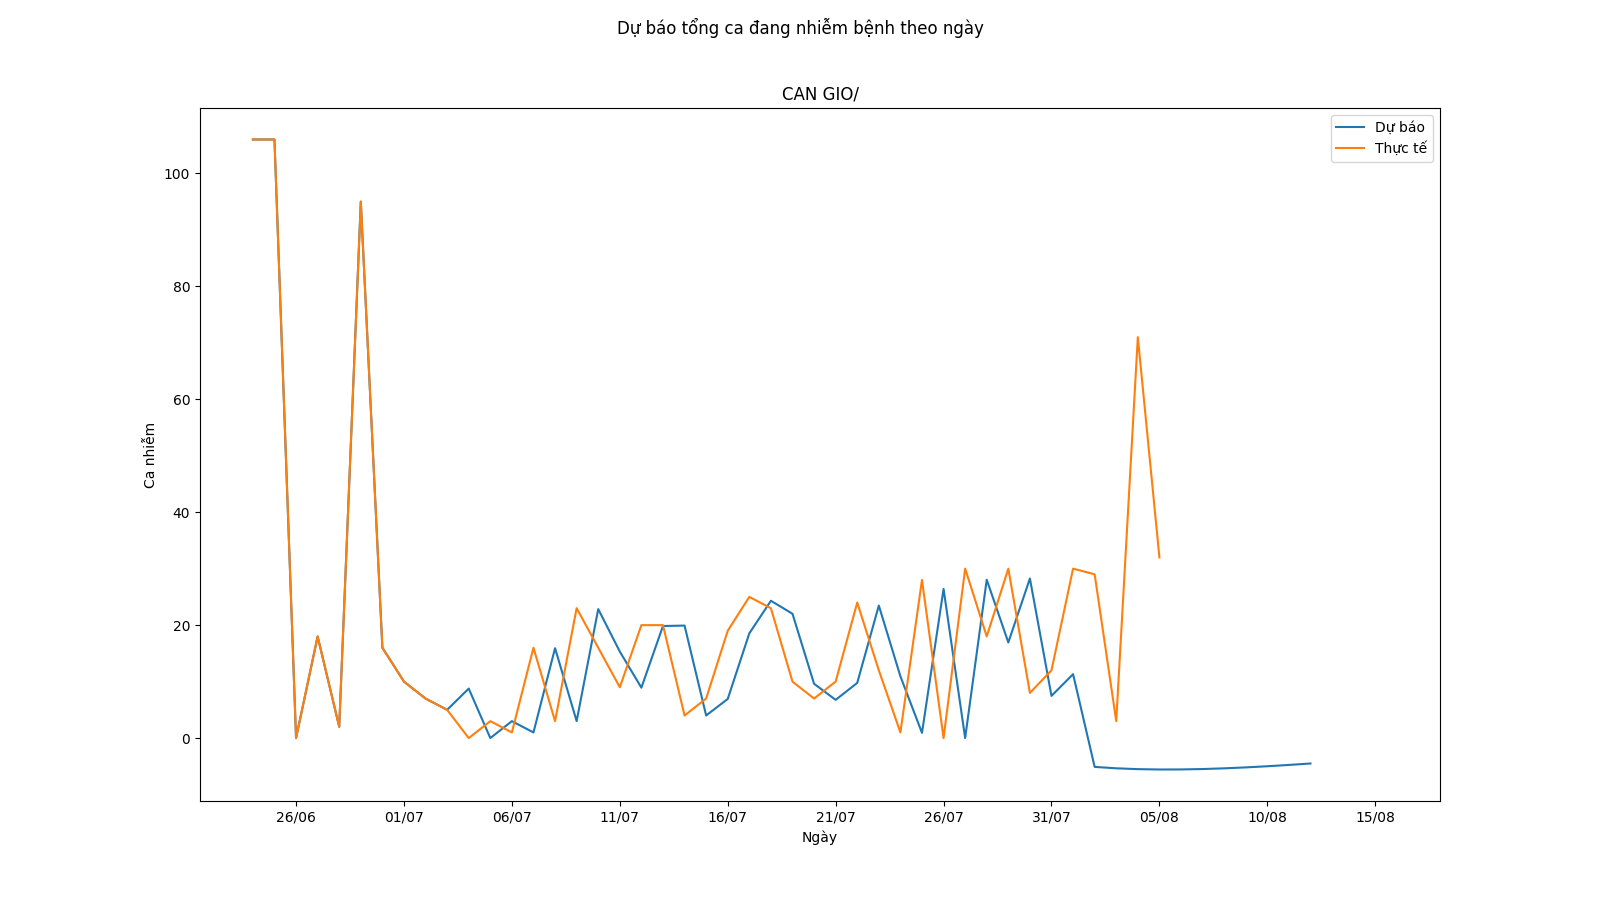 Dự báo tổng ca đang nhiễm bệnh theo ngày
CAN GIO/
Dự báo
Thực tế
100
80
60
40
20
0
Ca nhiễm
26/06
01/07
06/07
11/07
16/07
21/07
26/07
31/07
05/08
10/08
15/08
Ngày